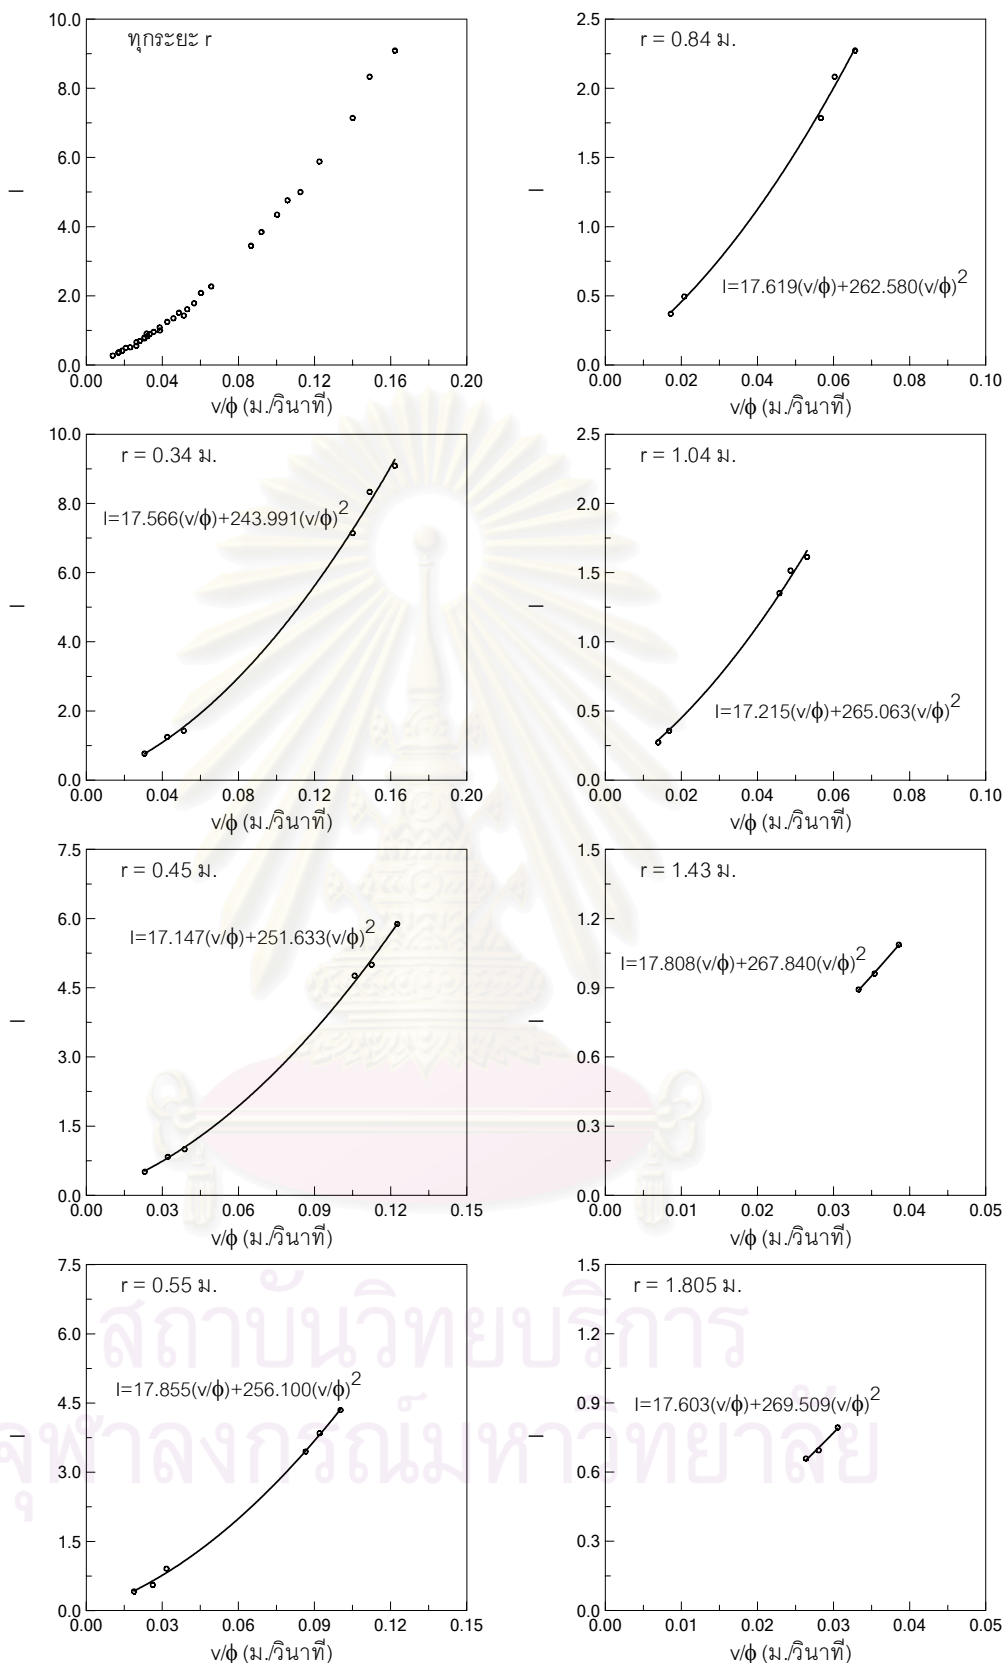 10.0
8.0
6.0
4.0
2.0
0.0
I
ทุกระยะ r
0.00 0.04 0.08 0.12 0.16 0.20
v/ϕ (ม./วินาที)
2.5
2.0
1.5
1.0
0.5
0.0
I
r = 0.84 ม.
I=17.619(v/ϕ)+262.580(v/ϕ)²
0.00 0.02 0.04 0.06 0.08 0.10
v/ϕ (ม./วินาที)
10.0
8.0
6.0
4.0
2.0
0.0
I
r = 0.34 ม.
I=17.566(v/ϕ)+243.991(v/ϕ)²
0.00 0.04 0.08 0.12 0.16 0.20
v/ϕ (ม./วินาที)
2.5
2.0
1.5
1.0
0.5
0.0
I
r = 1.04 ม.
I=17.215(v/ϕ)+265.063(v/ϕ)²
0.00 0.02 0.04 0.06 0.08 0.10
v/ϕ (ม./วินาที)
7.5
6.0
4.5
3.0
1.5
0.0
I
r = 0.45 ม.
I=17.147(v/ϕ)+251.633(v/ϕ)²
0.00 0.03 0.06 0.09 0.12 0.15
v/ϕ (ม./วินาที)
1.5
1.2
0.9
0.6
0.3
0.0
I
r = 1.43 ม.
I=17.808(v/ϕ)+267.840(v/ϕ)²
0.00 0.01 0.02 0.03 0.04 0.05
v/ϕ (ม./วินาที)
7.5
6.0
4.5
3.0
1.5
0.0
I
r = 0.55 ม.
I=17.855(v/ϕ)+256.100(v/ϕ)²
0.00 0.03 0.06 0.09 0.12 0.15
v/ϕ (ม./วินาที)
1.5
1.2
0.9
0.6
0.3
0.0
I
r = 1.805 ม.
I=17.603(v/ϕ)+269.509(v/ϕ)²
0.00 0.01 0.02 0.03 0.04 0.05
v/ϕ (ม./วินาที)
สถาบันวิทยบริการ
จุฬาลงกรณ์มหาวิทยาลัย